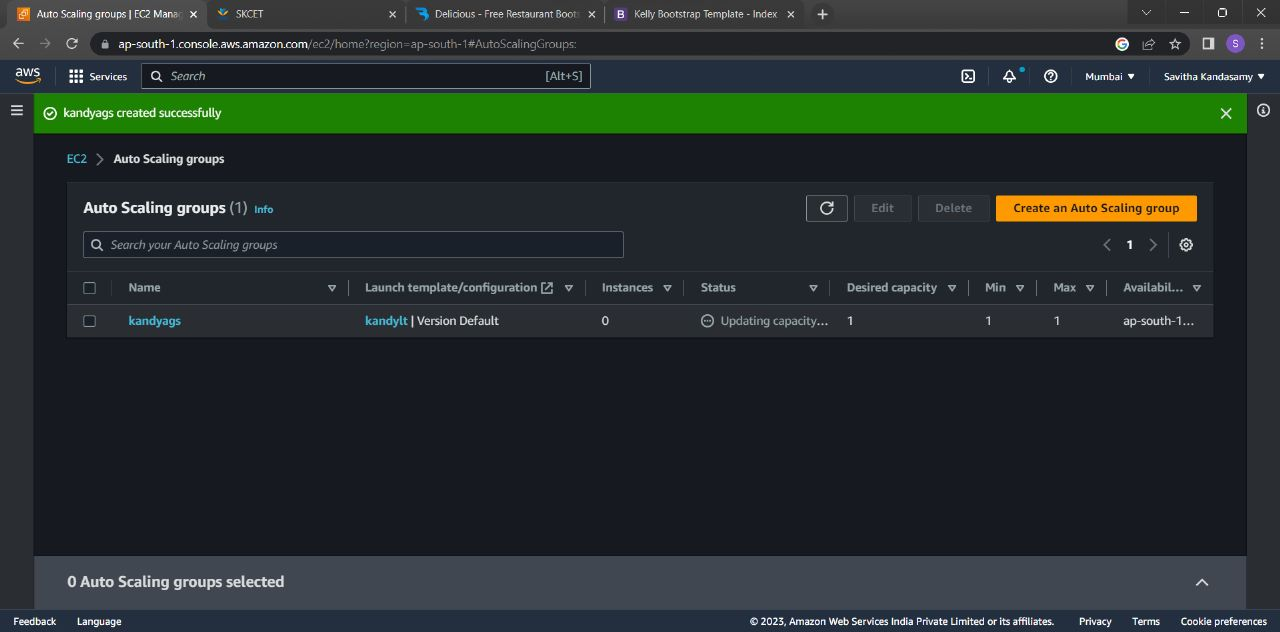 Auto Scaling groups | EC2 Manag
SKCET
Delicious - Free Restaurant Boots
B Kelly Bootstrap Template - Index
ap-south-1.console.aws.amazon.com/ec2/home?region=ap-south-1#AutoScalingGroups:
G
S
aws
Services
Search
[Alt+S]
Mumbai
Savitha Kandasamy
kandyags created successfully
EC2 > Auto Scaling groups
Auto Scaling groups (1) Info
Edit
Delete
Create an Auto Scaling group
Search your Auto Scaling groups
1
Name
Launch template/configuration
Instances
Status
Desired capacity
Min
Max
Availabil...
kandyags
kandylt | Version Default
0
Updating capacity...
1
1
1
ap-south-1...
0 Auto Scaling groups selected
Feedback
Language
© 2023, Amazon Web Services India Private Limited or its affiliates.
Privacy
Terms
Cookie preferences